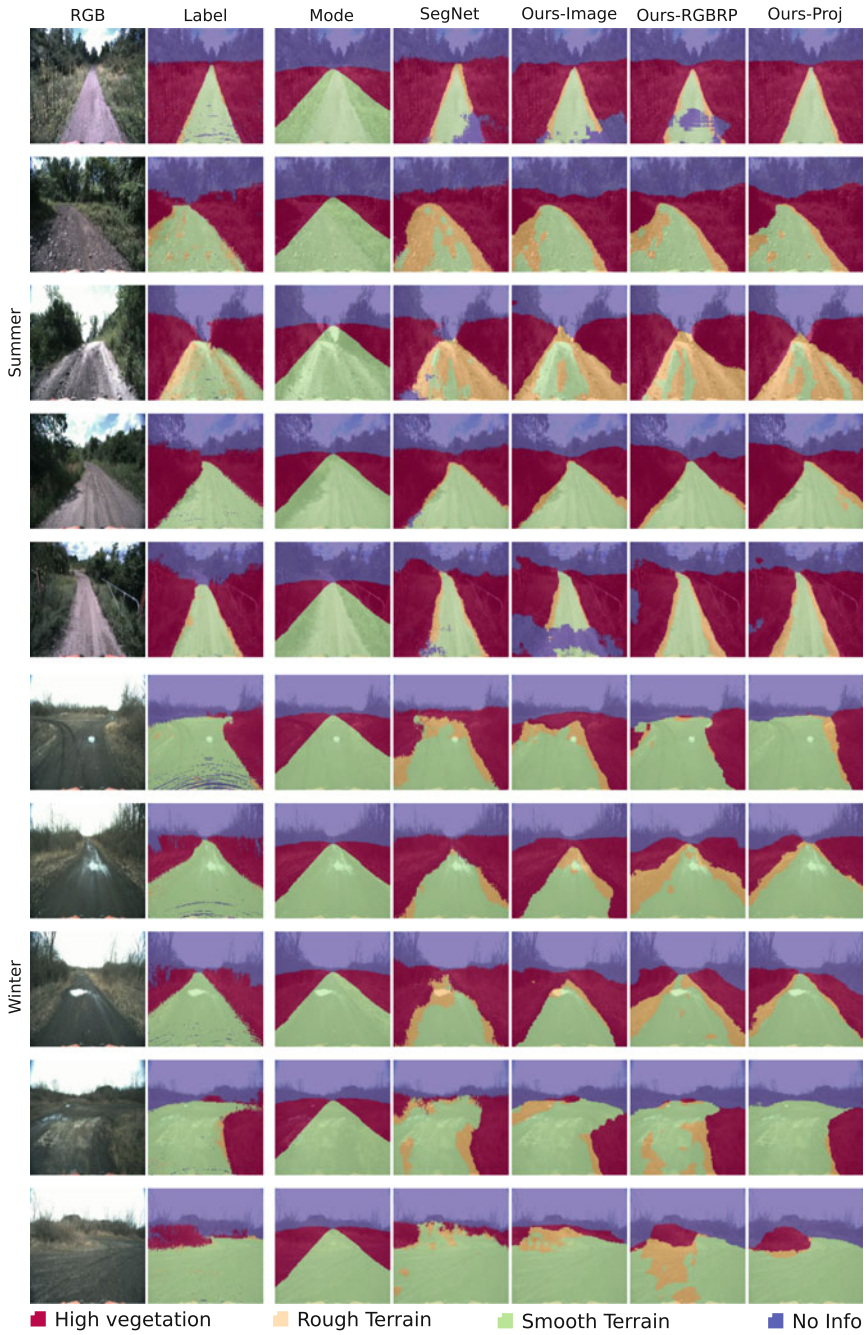 RGB Label Mode SegNet Ours-Image Ours-RGBRP Ours-Proj
Summer
Winter
High vegetation Rough Terrain Smooth Terrain No Info